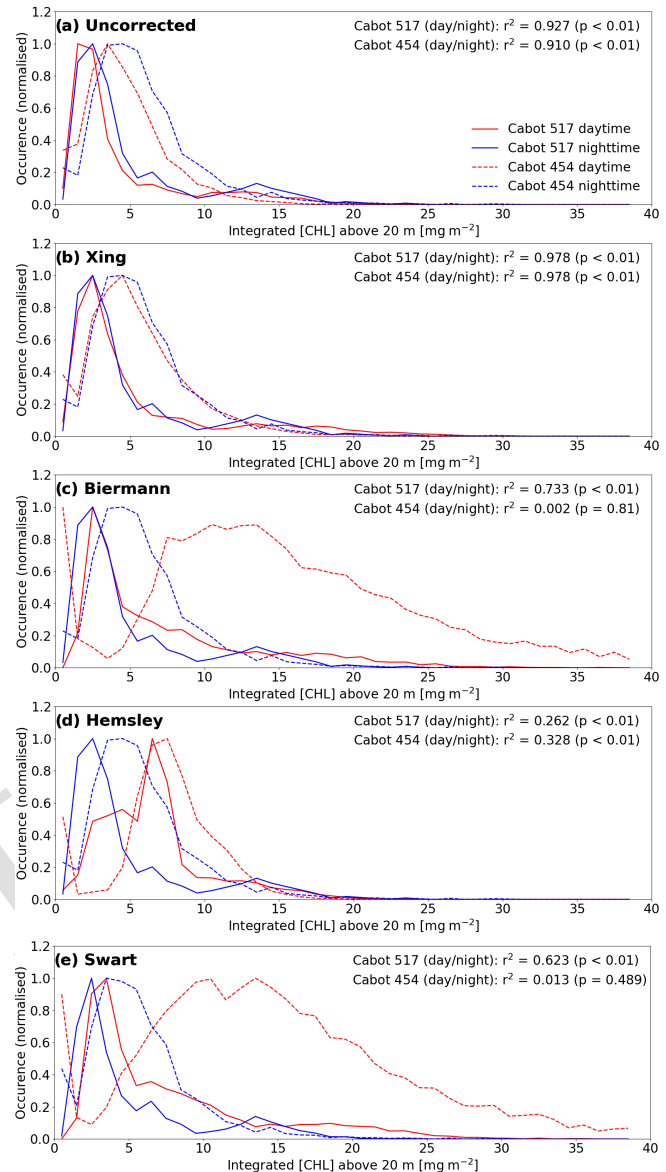 (a) Uncorrected
Cabot 517 (day/night): r² = 0.927 (p < 0.01)
Cabot 454 (day/night): r² = 0.910 (p < 0.01)
Cabot 517 daytime
Cabot 517 nighttime
Cabot 454 daytime
Cabot 454 nighttime
Occurence (normalised)
1.2
1.0
0.8
0.6
0.4
0.2
0.0
0 5 10 15 20 25 30 35 40
Integrated [CHL] above 20 m [mg m⁻²]
(b) Xing
Cabot 517 (day/night): r² = 0.978 (p < 0.01)
Cabot 454 (day/night): r² = 0.978 (p < 0.01)
Occurence (normalised)
1.2
1.0
0.8
0.6
0.4
0.2
0.0
0 5 10 15 20 25 30 35 40
Integrated [CHL] above 20 m [mg m⁻²]
(c) Biermann
Cabot 517 (day/night): r² = 0.733 (p < 0.01)
Cabot 454 (day/night): r² = 0.002 (p = 0.81)
Occurence (normalised)
1.2
1.0
0.8
0.6
0.4
0.2
0.0
0 5 10 15 20 25 30 35 40
Integrated [CHL] above 20 m [mg m⁻²]
(d) Hemsley
Cabot 517 (day/night): r² = 0.262 (p < 0.01)
Cabot 454 (day/night): r² = 0.328 (p < 0.01)
Occurence (normalised)
1.2
1.0
0.8
0.6
0.4
0.2
0.0
0 5 10 15 20 25 30 35 40
Integrated [CHL] above 20 m [mg m⁻²]
(e) Swart
Cabot 517 (day/night): r² = 0.623 (p < 0.01)
Cabot 454 (day/night): r² = 0.013 (p = 0.489)
Occurence (normalised)
1.2
1.0
0.8
0.6
0.4
0.2
0.0
0 5 10 15 20 25 30 35 40
Integrated [CHL] above 20 m [mg m⁻²]